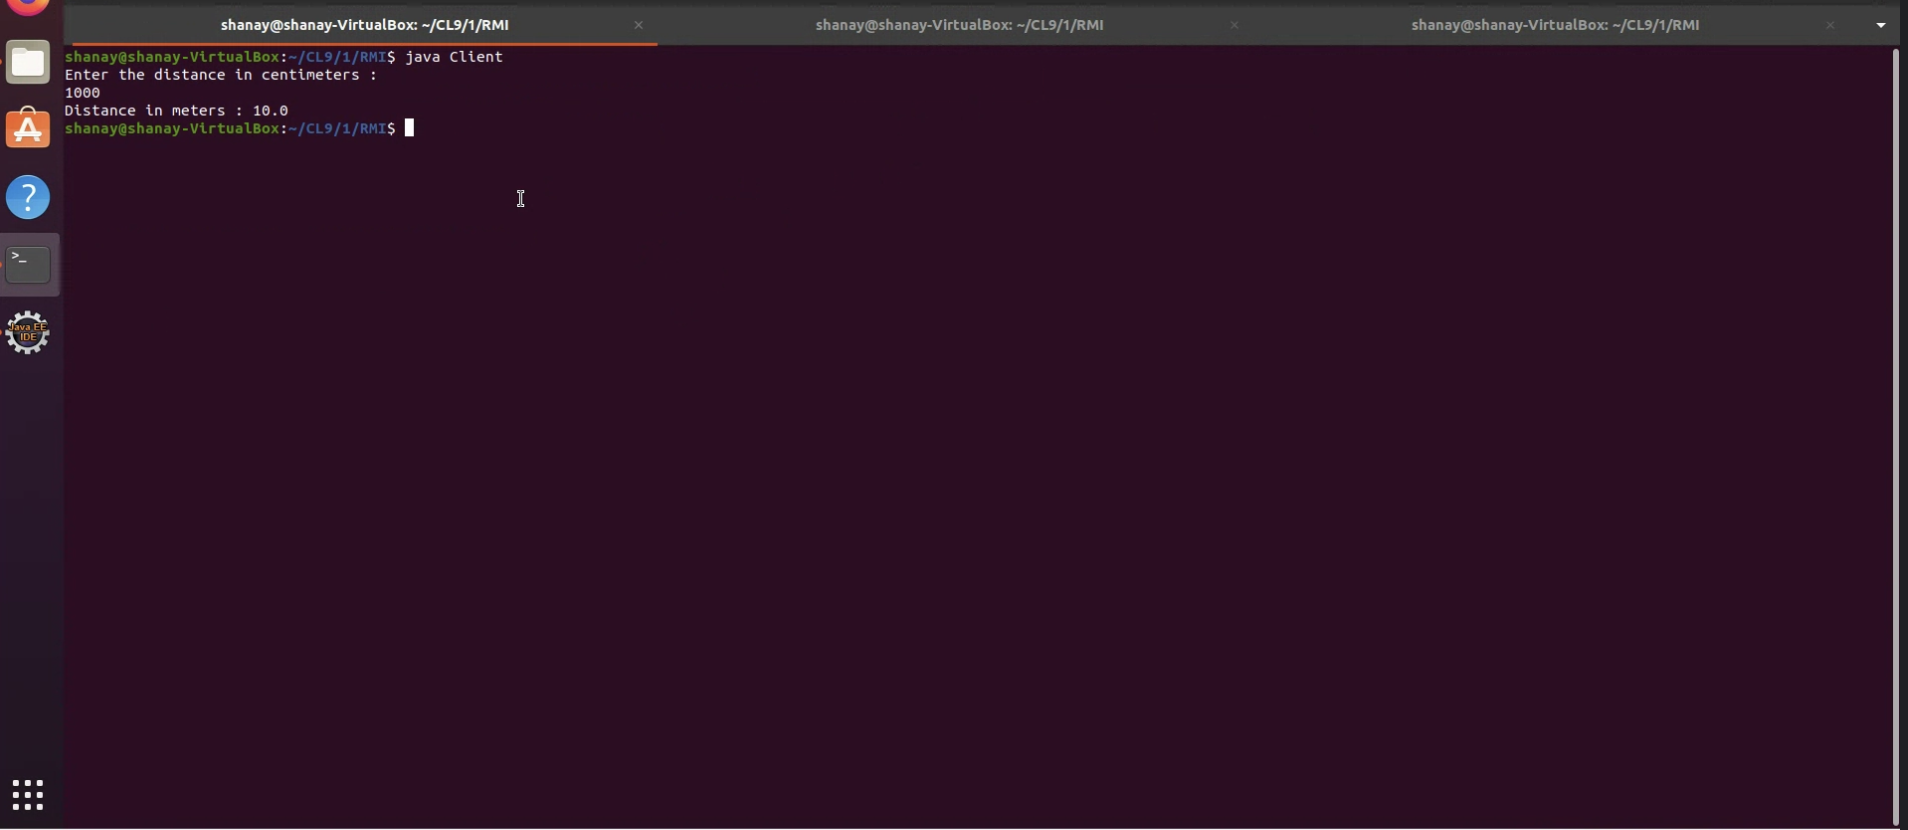 shanay@shanay-VirtualBox: ~/CL9/1/RMI
shanay@shanay-VirtualBox: ~/CL9/1/RMI
shanay@shanay-VirtualBox: ~/CL9/1/RMI
shanay@shanay-VirtualBox:~/CL9/1/RMI$ java Client
Enter the distance in centimeters :
1000
Distance in meters : 10.0
shanay@shanay-VirtualBox:~/CL9/1/RMI$
?
>_
Java EE
IDE